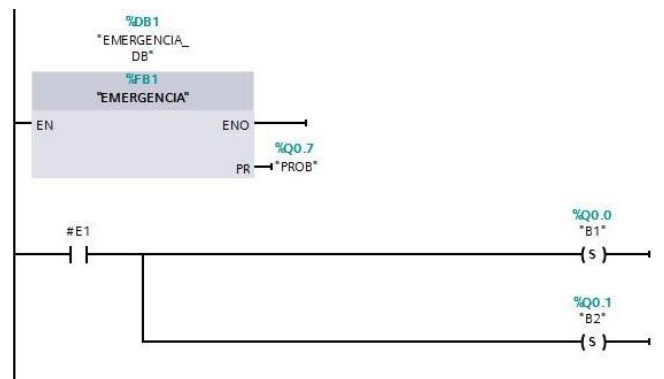 %DB1
"EMERGENCIA_
DB"
%FB1
"EMERGENCIA"
EN ENO
%Q0.7
PR "PROB"
#E1
%Q0.0
"B1"
S
%Q0.1
"B2"
S